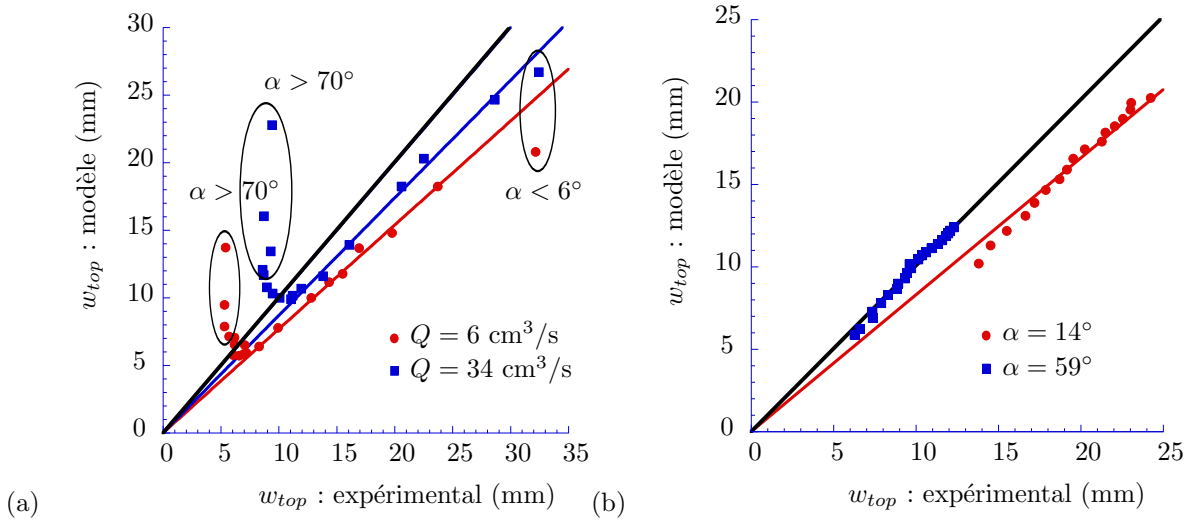 30
25
20
15
10
5
0
0 5 10 15 20 25 30 35
w_top : modèle (mm)
w_top : expérimental (mm)
α > 70°
α > 70°
α < 6°
Q = 6 cm³/s
Q = 34 cm³/s
(a)
25
20
15
10
5
0
0 5 10 15 20 25
w_top : modèle (mm)
w_top : expérimental (mm)
α = 14°
α = 59°
(b)